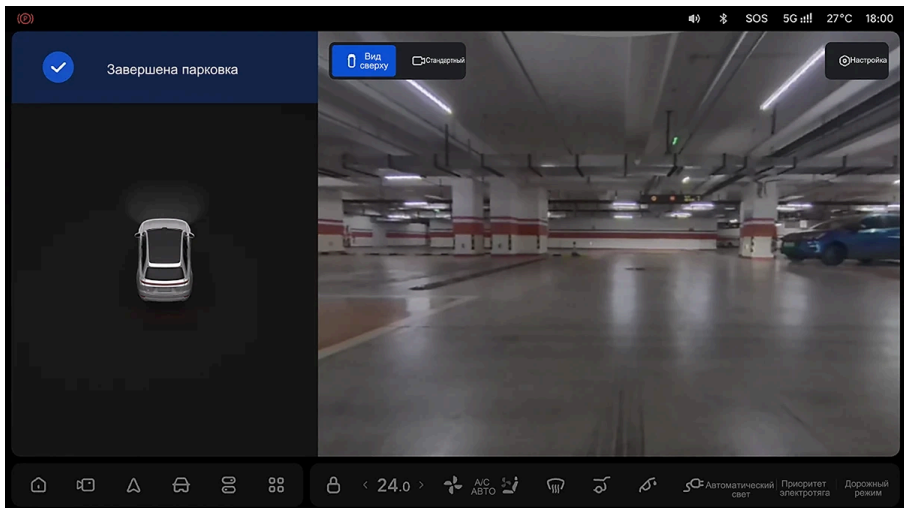 SOS 5G 27°C 18:00
Завершена парковка
Вид
сверху
Стандартный
Настройка
24.0
A/C
АВТО
Автоматический
свет
Приоритет
электротяга
Дорожный
режим